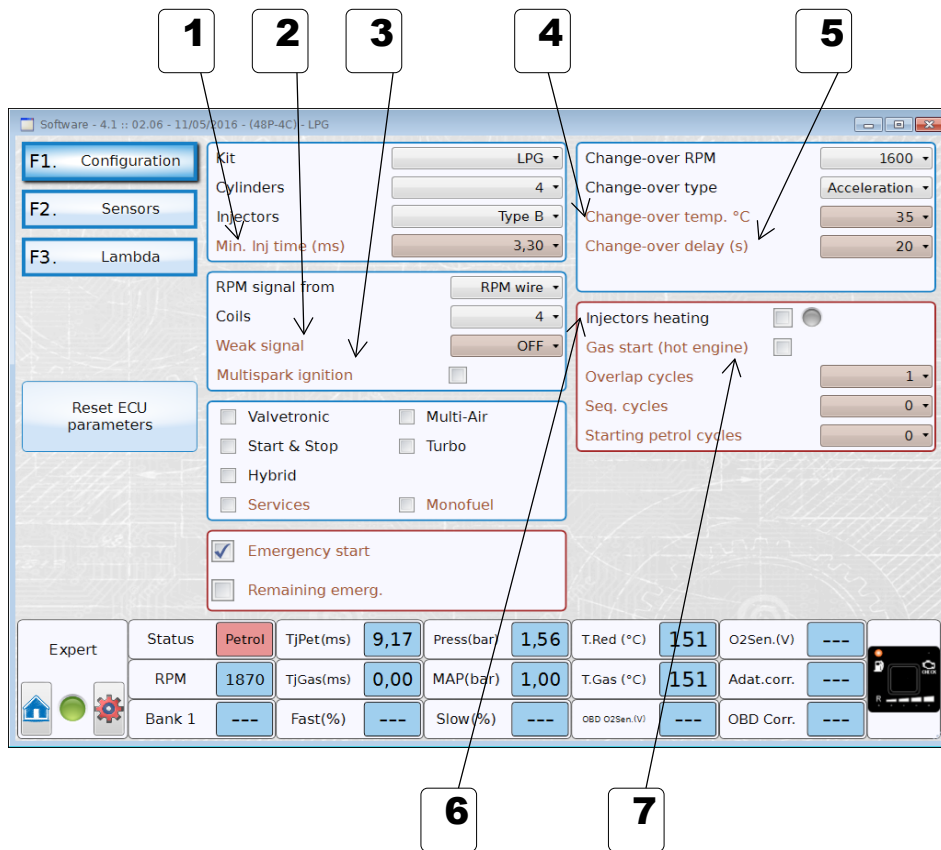 1 2 3 4 5
Software - 4.1 :: 02.06 - 11/05/2016 - (48P-4C) - LPG
F1. Configuration
F2. Sensors
F3. Lambda
Reset ECU
parameters
Kit LPG
Cylinders 4
Injectors Type B
Min. Inj time (ms) 3,30
RPM signal from RPM wire
Coils 4
Weak signal OFF
Multispark ignition
Valvetronic Multi-Air
Start & Stop Turbo
Hybrid
Services Monofuel
Emergency start
Remaining emerg.
Change-over RPM 1600
Change-over type Acceleration
Change-over temp. °C 35
Change-over delay (s) 20
Injectors heating
Gas start (hot engine)
Overlap cycles 1
Seq. cycles 0
Starting petrol cycles 0
Expert
Status Petrol TjPet(ms) 9,17 Press(bar) 1,56 T.Red (°C) 151 O2Sen.(V) ---
RPM 1870 TjGas(ms) 0,00 MAP(bar) 1,00 T.Gas (°C) 151 Adat.corr. ---
Bank 1 --- Fast(%) --- Slow(%) --- OBD O2Sen.(V) --- OBD Corr. ---
CHECK
R
6 7